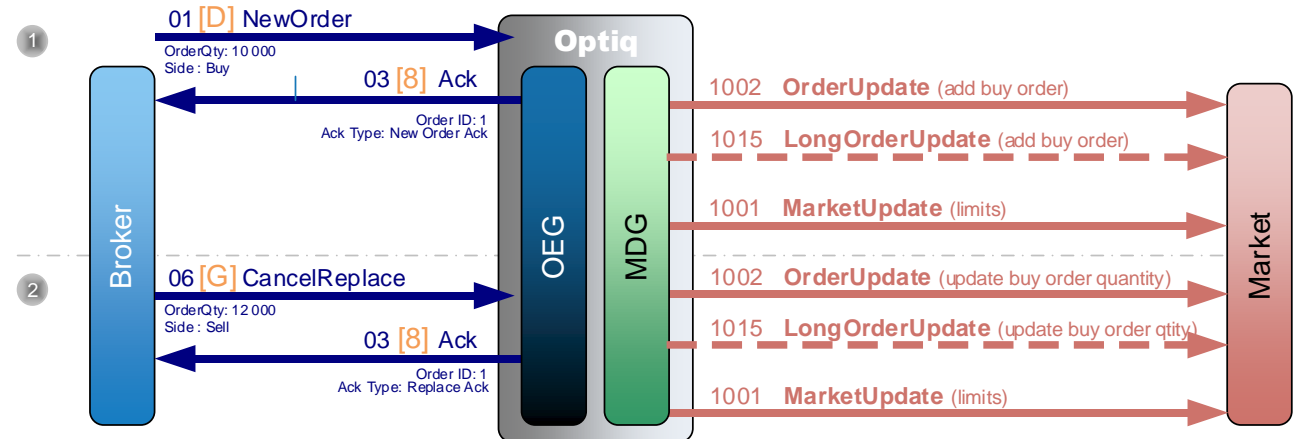 01 [D] NewOrder
Optiq
1
OrderQty: 10 000
Side : Buy
03 [8] Ack
Order ID: 1
Ack Type: New Order Ack
1002 OrderUpdate (add buy order)
1015 LongOrderUpdate (add buy order)
1001 MarketUpdate (limits)
Broker
OEG
MDG
Market
2
06 [G] CancelReplace
OrderQty: 12 000
Side : Sell
03 [8] Ack
Order ID: 1
Ack Type: Replace Ack
1002 OrderUpdate (update buy order quantity)
1015 LongOrderUpdate (update buy order qtity)
1001 MarketUpdate (limits)